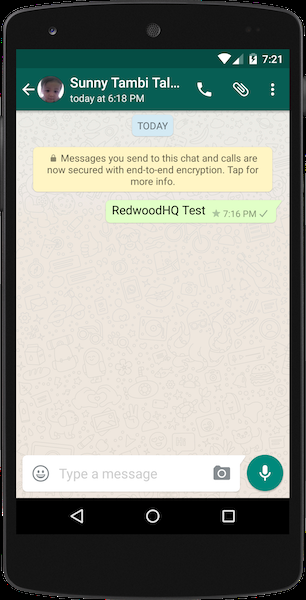 7:21
Sunny Tambi Tal...
today at 6:18 PM
TODAY
Messages you send to this chat and calls are
now secured with end-to-end encryption. Tap for
more info.
RedwoodHQ Test 7:16 PM
Type a message